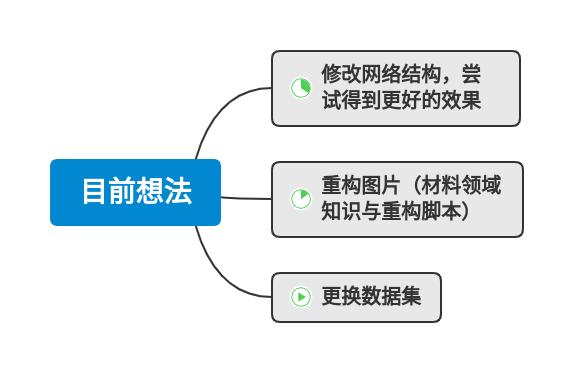 修改网络结构，尝
试得到更好的效果
目前想法
重构图片（材料领域
知识与重构脚本）
更换数据集